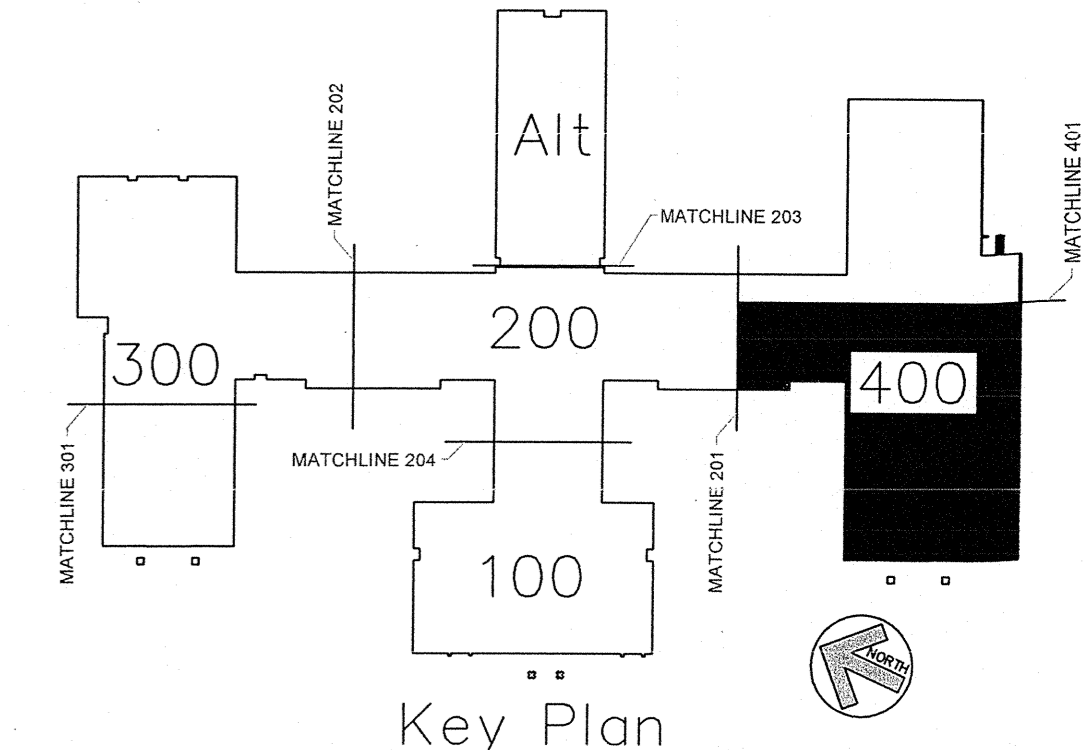 Alt
MATCHLINE 202
MATCHLINE 401
MATCHLINE 203
200
300
400
MATCHLINE 301
MATCHLINE 204
MATCHLINE 201
100
NORTH
Key Plan